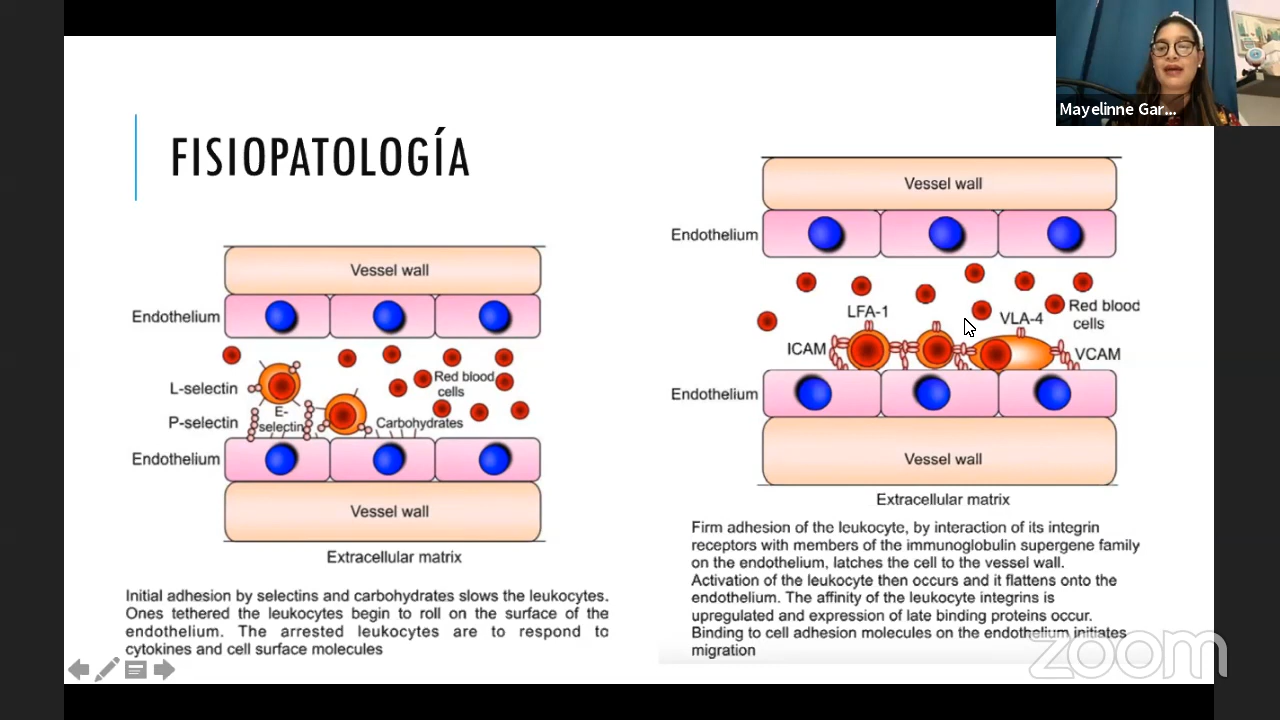 Mayelinne Gar...
FISIOPATOLOGÍA
Vessel wall
Endothelium
L-selectin
P-selectin
E-
selectin
Red blood
cells
Carbohydrates
Endothelium
Vessel wall
Extracellular matrix
Initial adhesion by selectins and carbohydrates slows the leukocytes.
Ones tethered the leukocytes begin to roll on the surface of the
endothelium. The arrested leukocytes are to respond to
cytokines and cell surface molecules
Vessel wall
Endothelium
LFA-1
VLA-4
Red blood
cells
ICAM
VCAM
Endothelium
Vessel wall
Extracellular matrix
Firm adhesion of the leukocyte, by interaction of its integrin
receptors with members of the immunoglobulin supergene family
on the endothelium, latches the cell to the vessel wall.
Activation of the leukocyte then occurs and it flattens onto the
endothelium. The affinity of the leukocyte integrins is
upregulated and expression of late binding proteins occur.
Binding to cell adhesion molecules on the endothelium initiates
migration
zoom